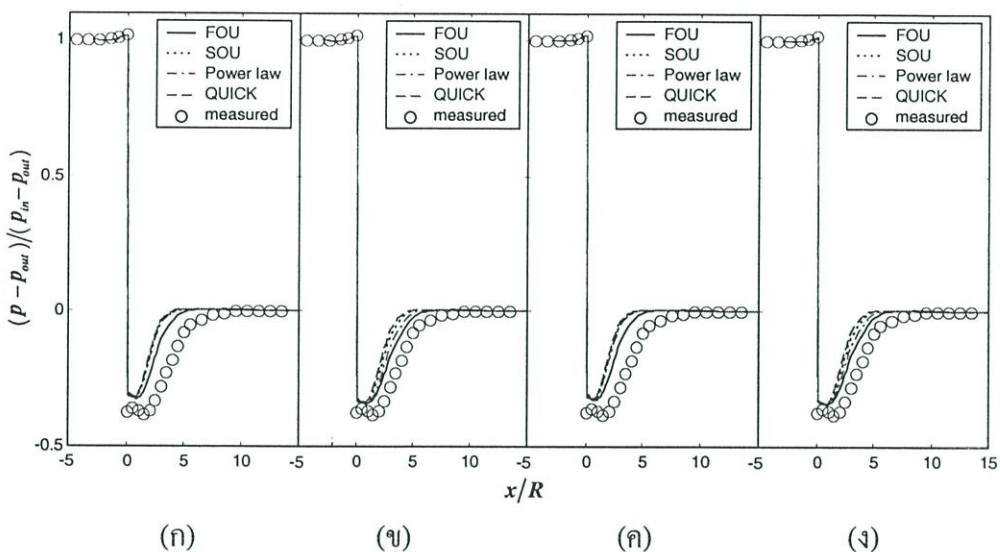 FOU
SOU
Power law
QUICK
measured
FOU
SOU
Power law
QUICK
measured
FOU
SOU
Power law
QUICK
measured
FOU
SOU
Power law
QUICK
measured
1
0.5
0
-0.5
(p - p_out)/(p_in - p_out)
-5 0 5 10 -5 0 5 10 -5 0 5 10 -5 0 5 10 15
x/R
(ก) (ข) (ค) (ง)